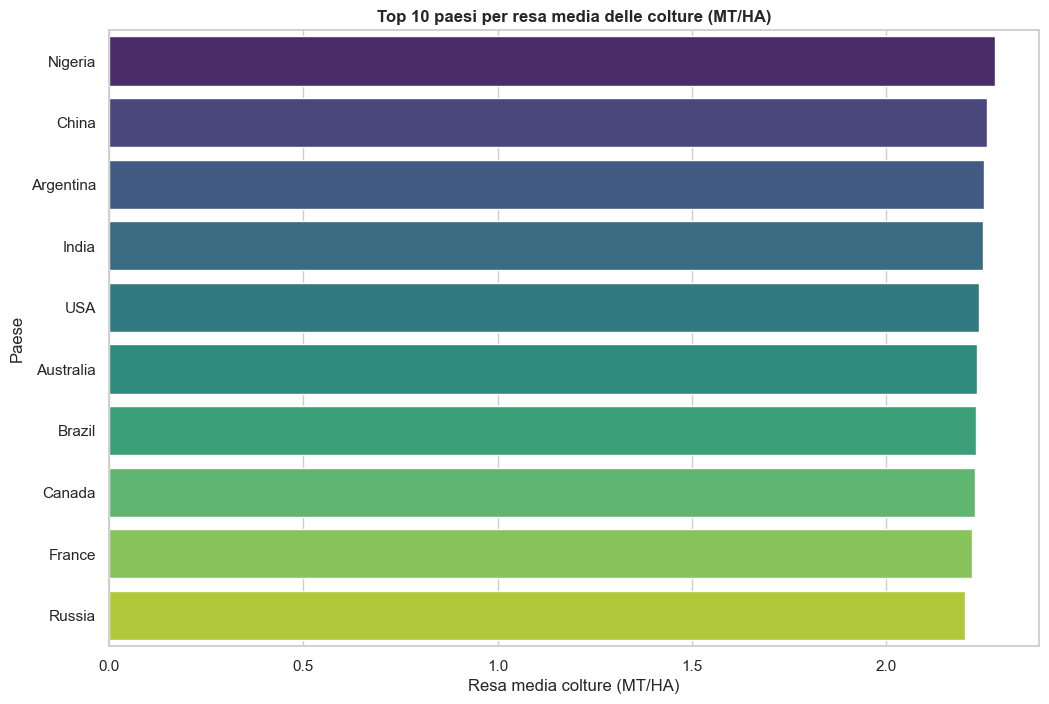 Top 10 paesi per resa media delle colture (MT/HA)
Nigeria
China
Argentina
India
USA
Australia
Brazil
Canada
France
Russia
Paese
0.0 0.5 1.0 1.5 2.0
Resa media colture (MT/HA)